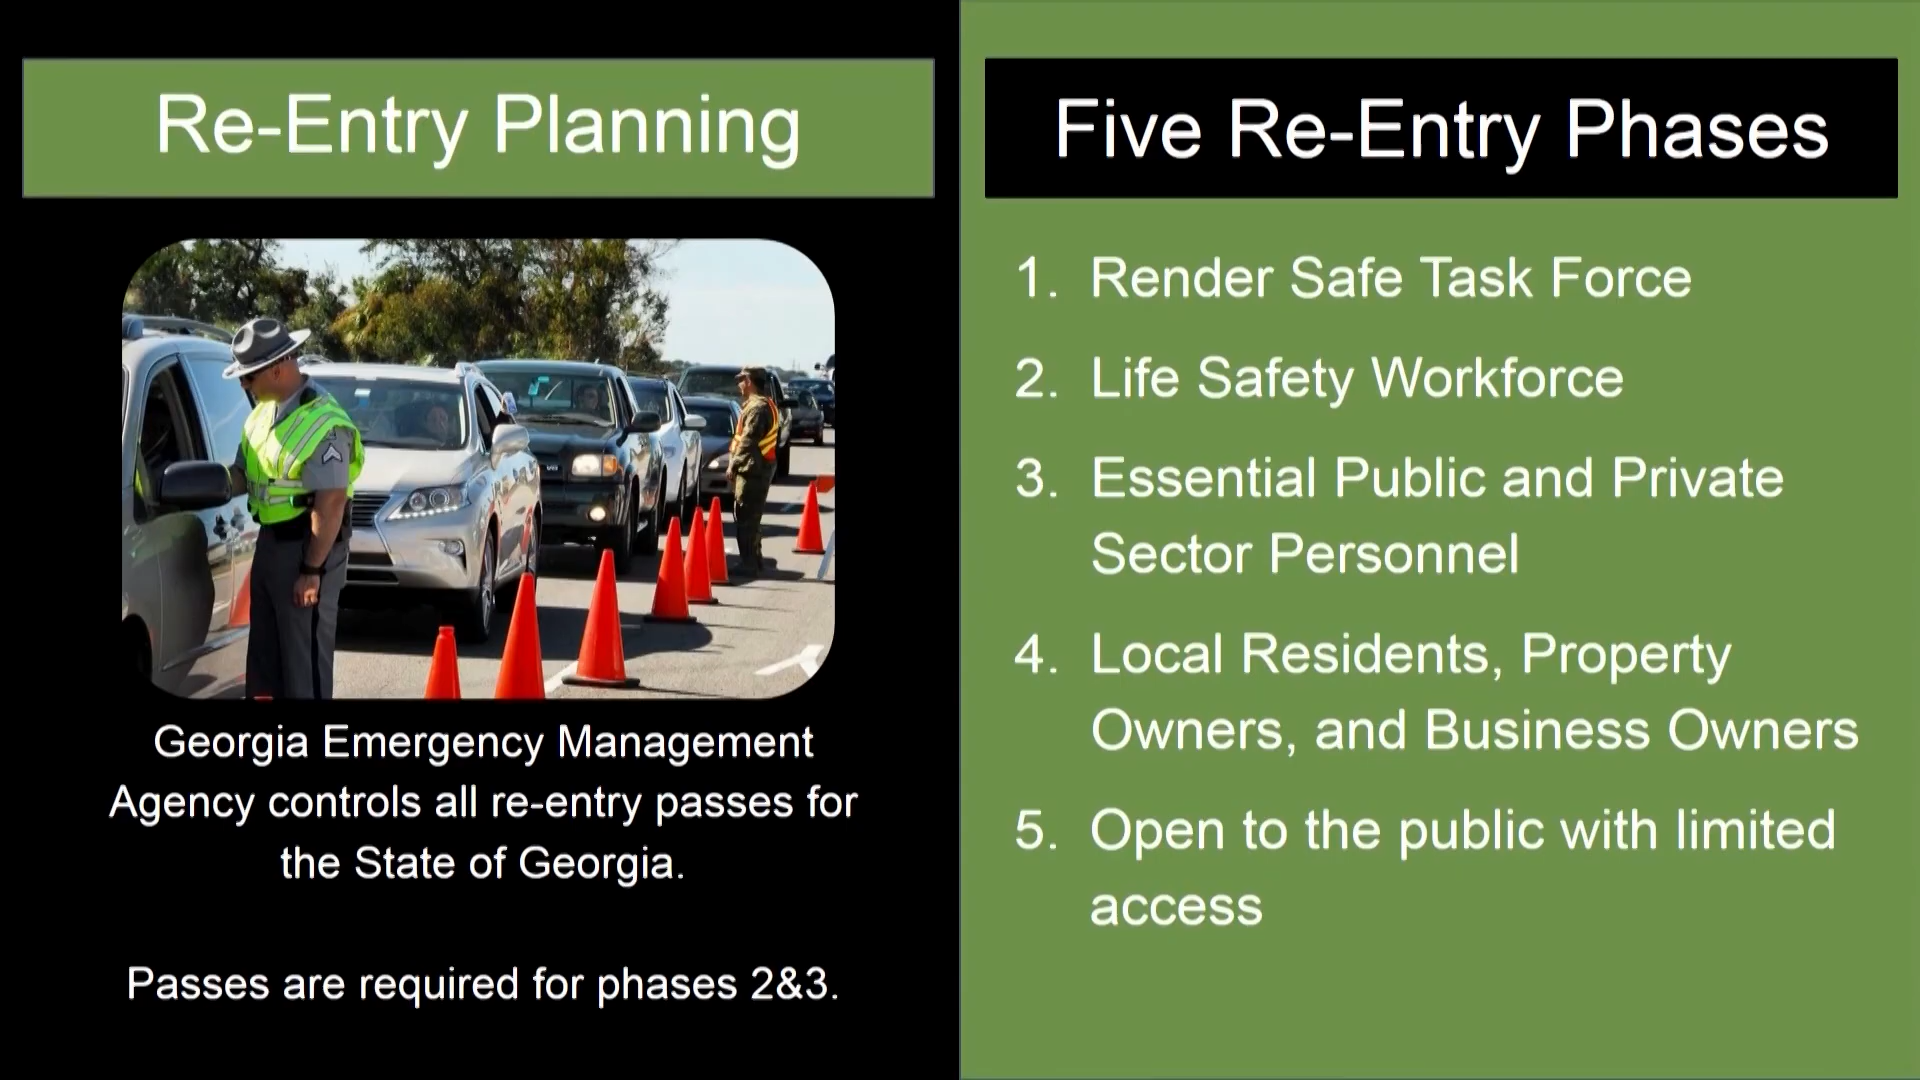 Re-Entry Planning
Georgia Emergency Management
Agency controls all re-entry passes for
the State of Georgia.
Passes are required for phases 2&3.
Five Re-Entry Phases
1. Render Safe Task Force
2. Life Safety Workforce
3. Essential Public and Private
Sector Personnel
4. Local Residents, Property
Owners, and Business Owners
5. Open to the public with limited
access